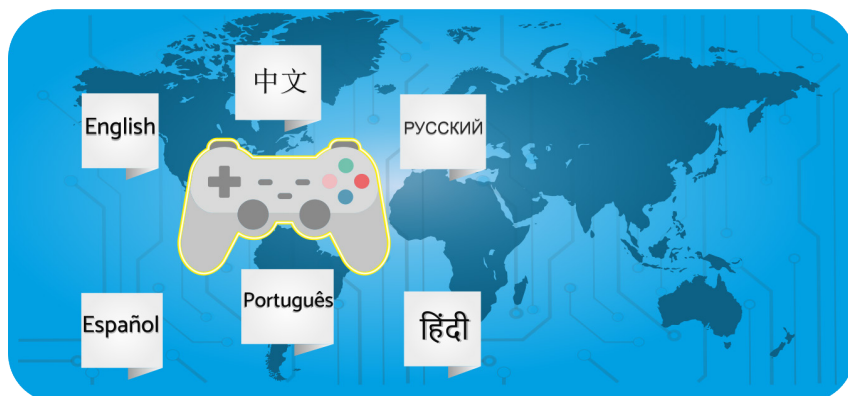 中文
English
РУССКИЙ
Español
Português
हिंदी